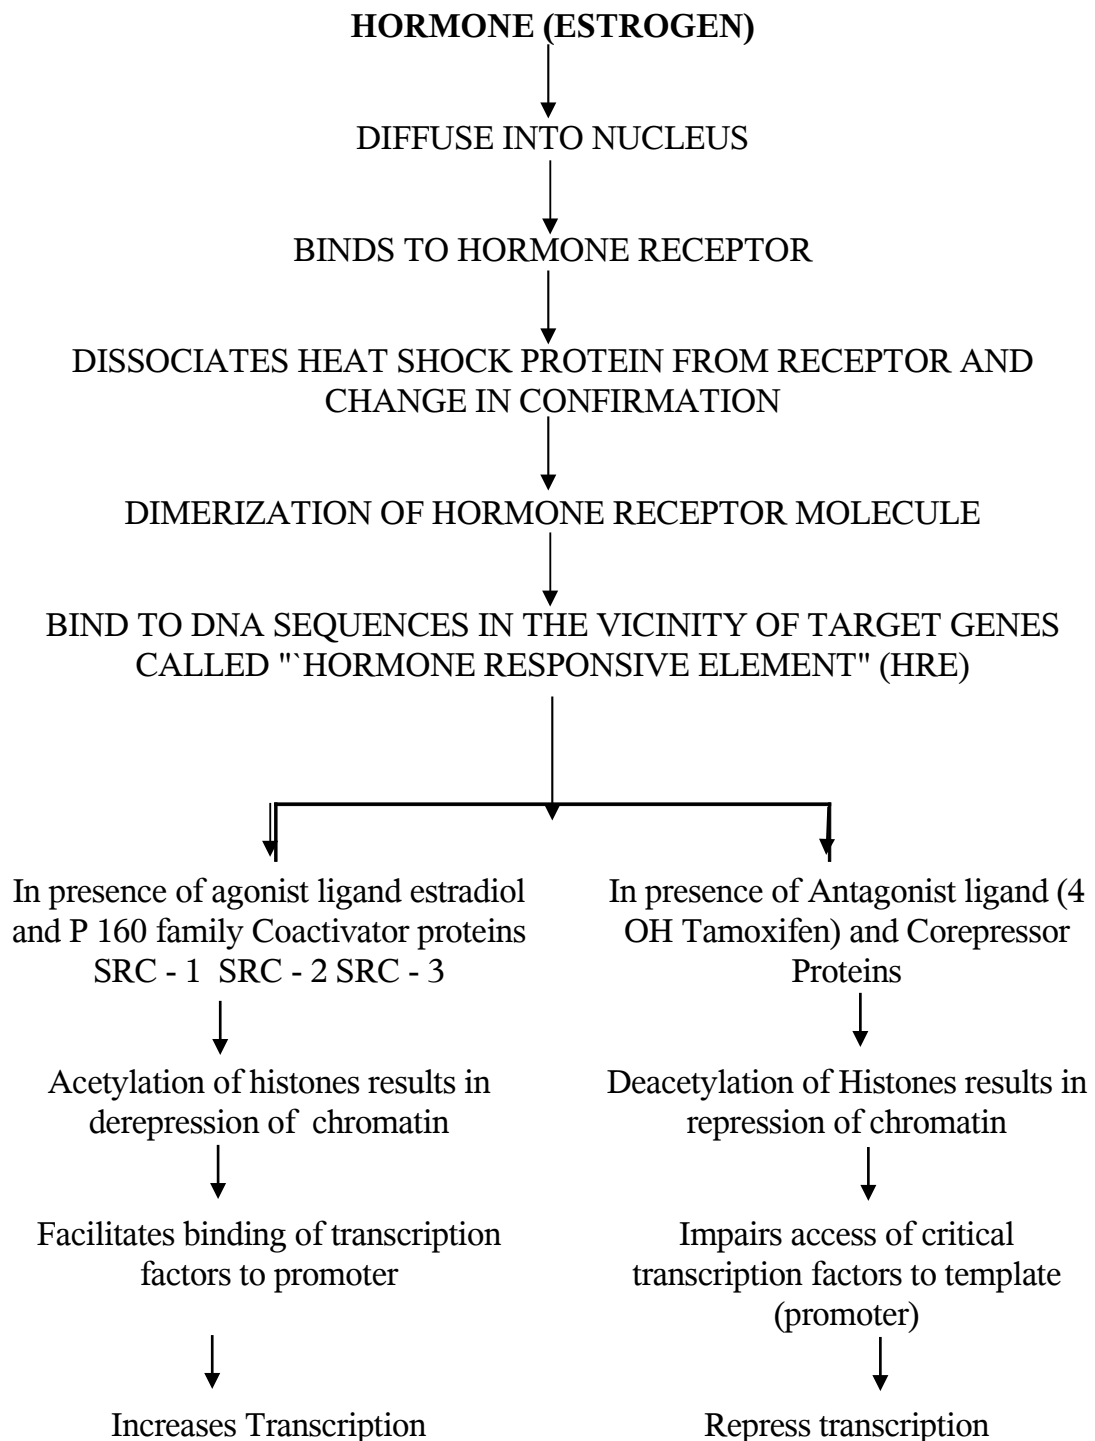 HORMONE (ESTROGEN)
DIFFUSE INTO NUCLEUS
BINDS TO HORMONE RECEPTOR
DISSOCIATES HEAT SHOCK PROTEIN FROM RECEPTOR AND
CHANGE IN CONFIRMATION
DIMERIZATION OF HORMONE RECEPTOR MOLECULE
BIND TO DNA SEQUENCES IN THE VICINITY OF TARGET GENES
CALLED "`HORMONE RESPONSIVE ELEMENT" (HRE)
In presence of agonist ligand estradiol
and P 160 family Coactivator proteins
SRC - 1 SRC - 2 SRC - 3
Acetylation of histones results in
derepression of chromatin
Facilitates binding of transcription
factors to promoter
Increases Transcription
In presence of Antagonist ligand (4
OH Tamoxifen) and Corepressor
Proteins
Deacetylation of Histones results in
repression of chromatin
Impairs access of critical
transcription factors to template
(promoter)
Repress transcription